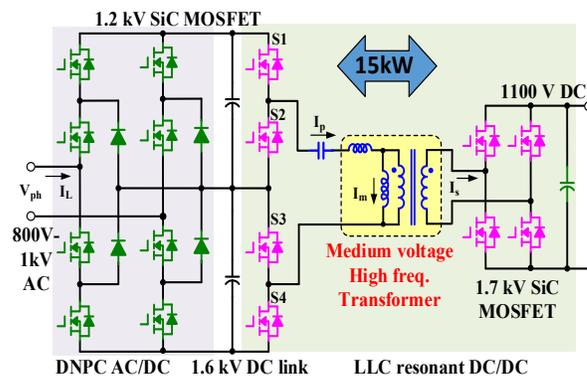 1.2 kV SiC MOSFET
S1
15kW
1100 V DC
S2
Ip
Im
Is
Vph
IL
S3
800V-
1kV
AC
Medium voltage
High freq.
Transformer
S4
1.7 kV SiC
MOSFET
DNPC AC/DC
1.6 kV DC link
LLC resonant DC/DC